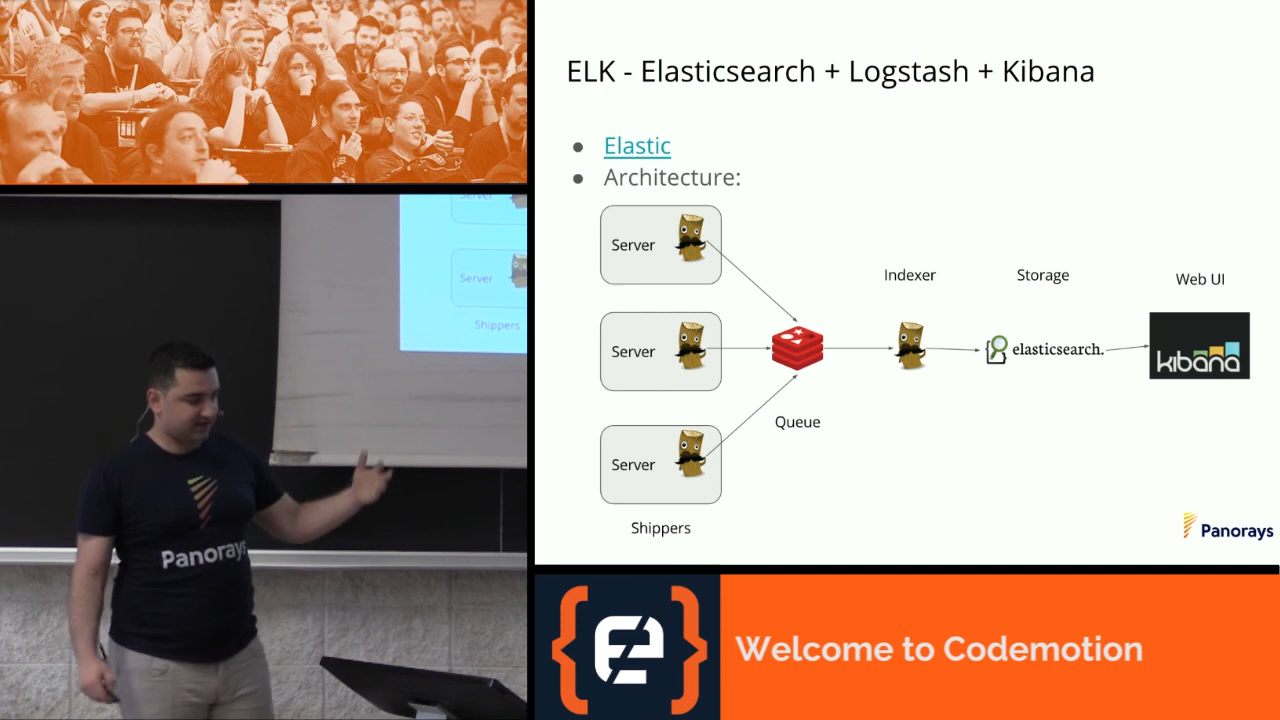 ELK - Elasticsearch + Logstash + Kibana
Elastic
Architecture:
Server
Server
Server
Shippers
Queue
Indexer
Storage
Web UI
elasticsearch.
kibana
Panorays
Server
Server
Shippers
Panorays
Welcome to Codemotion